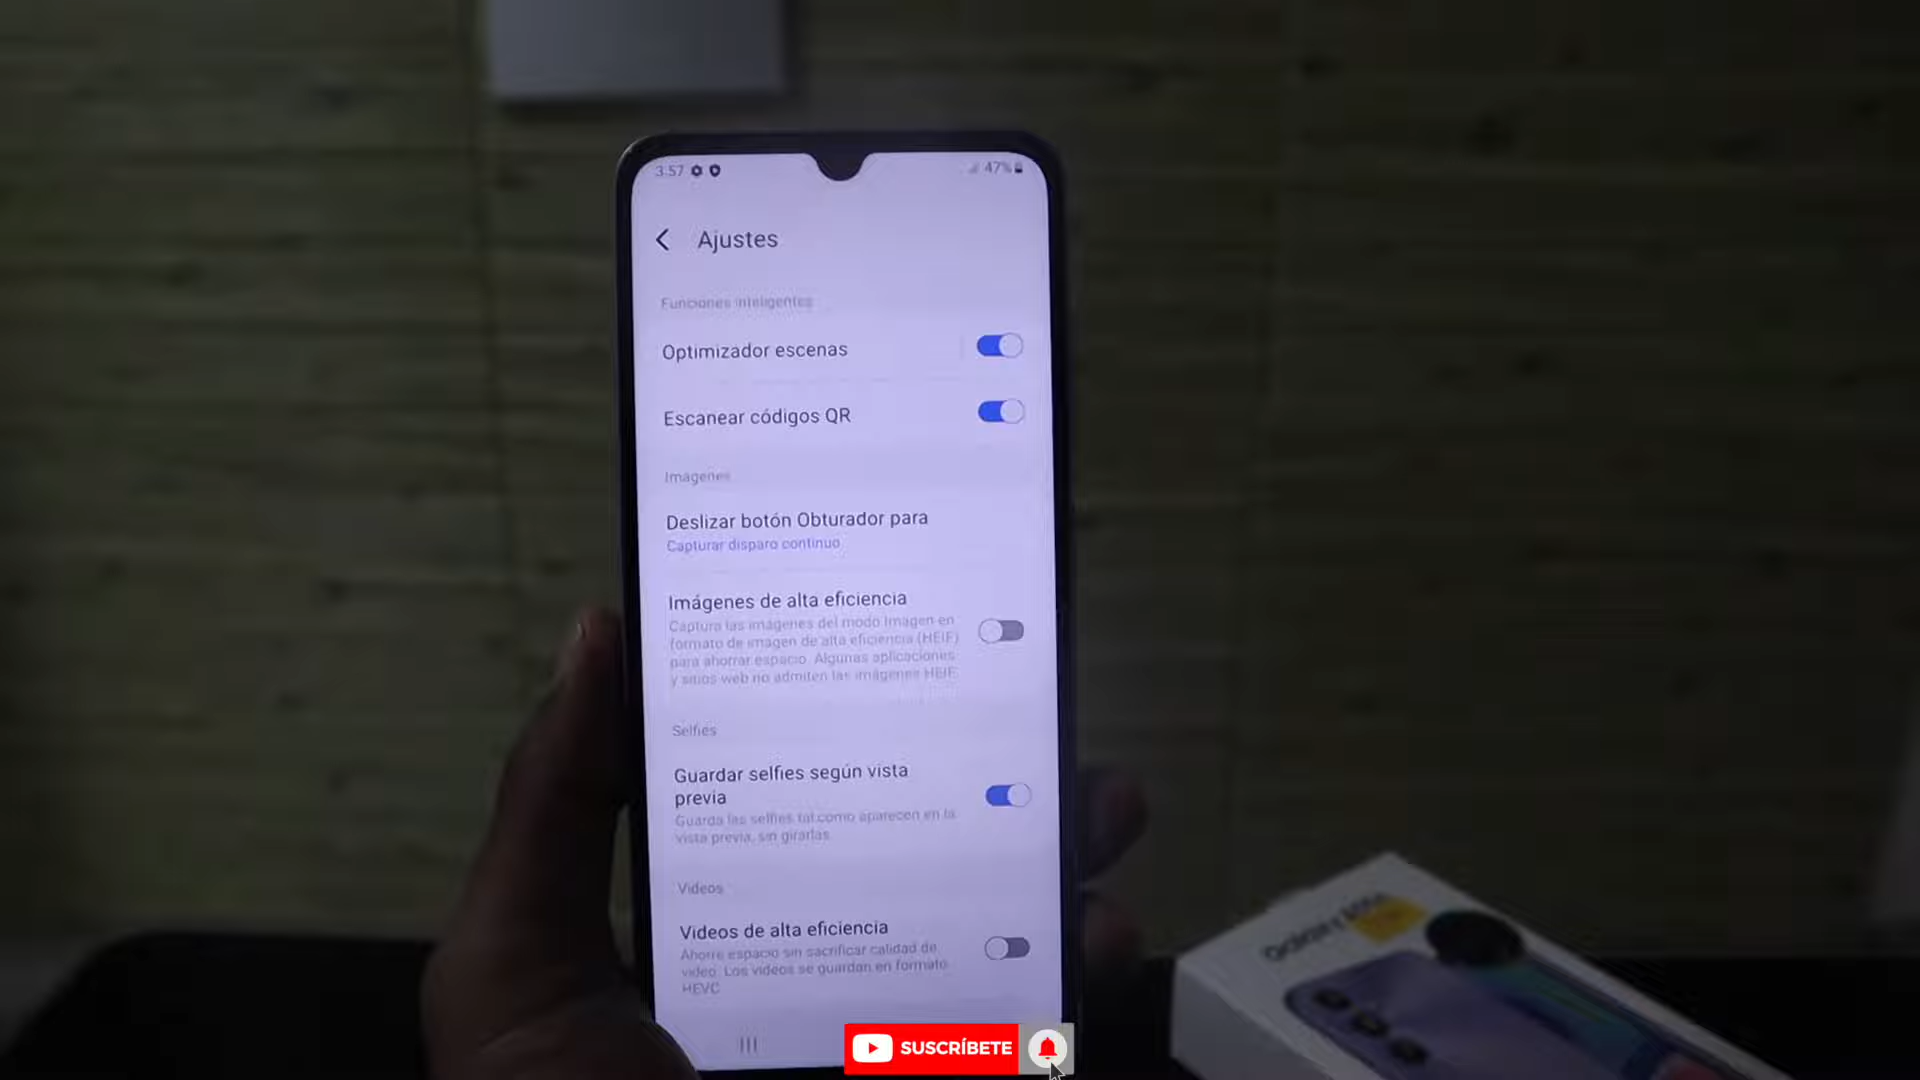 3:57
47%
Ajustes
Funciones inteligentes
Optimizador escenas
Escanear códigos QR
Imágenes
Deslizar botón Obturador para
Capturar disparo continuo
Imágenes de alta eficiencia
Captura las imágenes del modo Imagen en
formato de imagen de alta eficiencia (HEIF)
para ahorrar espacio. Algunas aplicaciones
y sitios web no admiten las imágenes HEIF.
Selfies
Guardar selfies según vista
previa
Guarda las selfies tal como aparecen en la
vista previa, sin girarlas.
Videos
Videos de alta eficiencia
Ahorre espacio sin sacrificar calidad de
video. Los videos se guardan en formato
HEVC.
Galaxy
SUSCRÍBETE